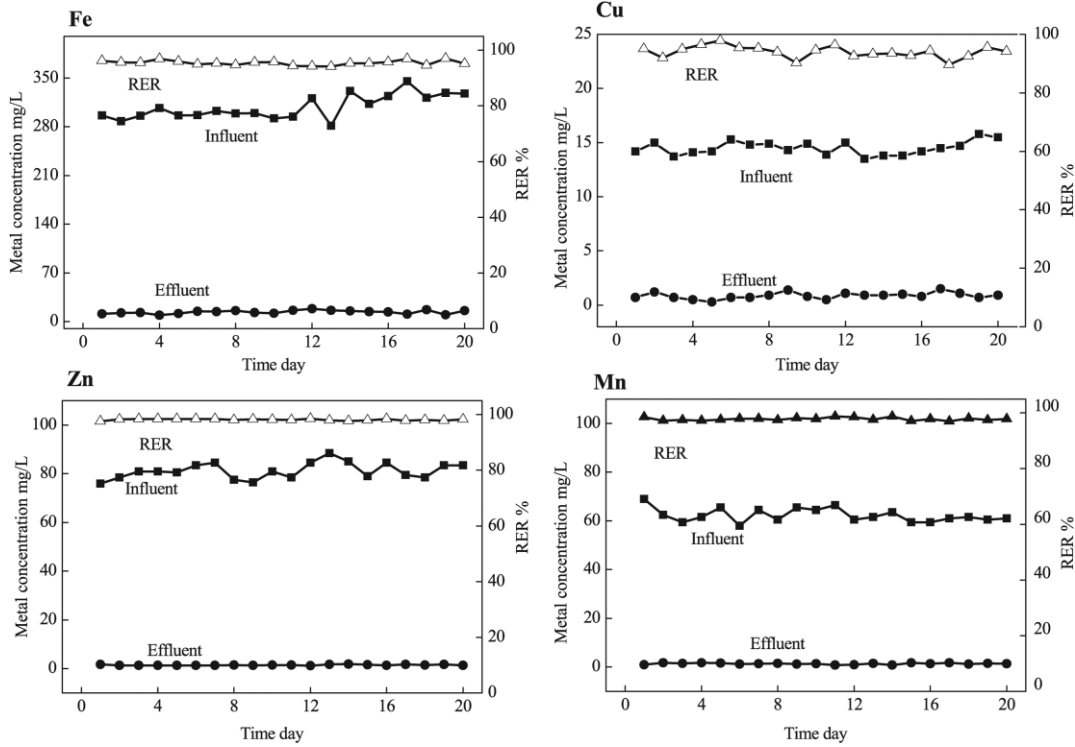 Fe
Metal concentration mg/L
350
280
210
140
70
0
RER
Influent
Effluent
100
80
60
40
20
0
RER %
0 4 8 12 16 20
Time day
Cu
Metal concentration mg/L
25
20
15
10
5
0
RER
Influent
Effluent
100
80
60
40
20
0
RER %
0 4 8 12 16 20
Time day
Zn
Metal concentration mg/L
100
80
60
40
20
0
RER
Influent
Effluent
100
80
60
40
20
0
RER %
0 4 8 12 16 20
Time day
Mn
Metal concentration mg/L
100
80
60
40
20
0
RER
Influent
Effluent
100
80
60
40
20
0
RER %
0 4 8 12 16 20
Time day